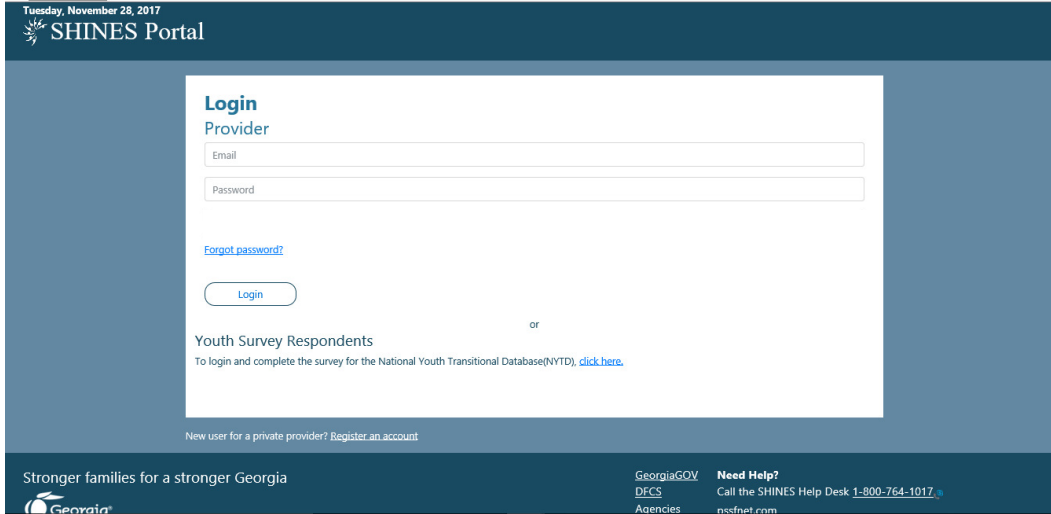 Tuesday, November 28, 2017
SHINES Portal
Login
Provider
Email
Password
Forgot password?
Login
or
Youth Survey Respondents
To login and complete the survey for the National Youth Transitional Database(NYTD), click here.
New user for a private provider? Register an account
Stronger families for a stronger Georgia
Georgia®
GeorgiaGOV
DFCS
Agencies
Need Help?
Call the SHINES Help Desk 1-800-764-1017
pssfnet.com